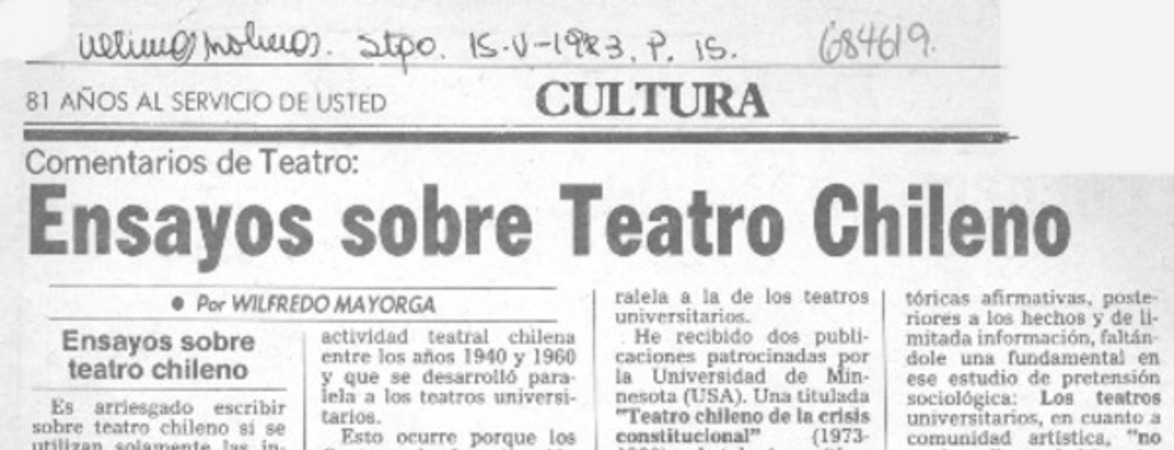 Ultimas Noticias. Stpo. 15-V-1983. P. 15. 684619.
81 AÑOS AL SERVICIO DE USTED CULTURA
Comentarios de Teatro:
Ensayos sobre Teatro Chileno
● Por WILFREDO MAYORGA
Ensayos sobre
teatro chileno
Es arriesgado escribir
sobre teatro chileno si se
utilizan solamente las in-
actividad teatral chilena
entre los años 1940 y 1960
y que se desarrolló para-
lela a los teatros universi-
tarios.
Esto ocurre porque los
ralela a la de los teatros
universitarios.
He recibido dos publi-
caciones patrocinadas por
la Universidad de Min-
nesota (USA). Una titulada
"Teatro chileno de la crisis
constitucional" (1973-
tóricas afirmativas, poste-
riores a los hechos y de li-
mitada información, faltán-
dole una fundamental en
ese estudio de pretensión
sociológica: Los teatros
universitarios, en cuanto a
comunidad artística, "no